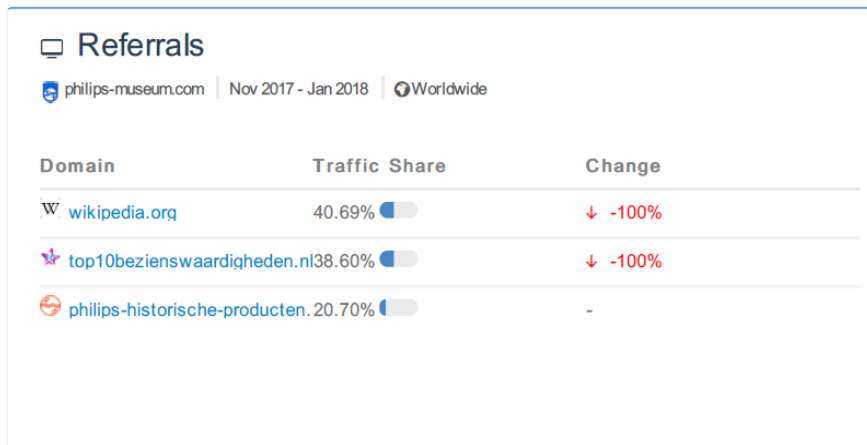 Referrals
philips-museum.com Nov 2017 - Jan 2018 Worldwide
Domain Traffic Share Change
W wikipedia.org 40.69% ↓ -100%
top10bezienswaardigheden.nl 38.60% ↓ -100%
philips-historische-producten. 20.70% -